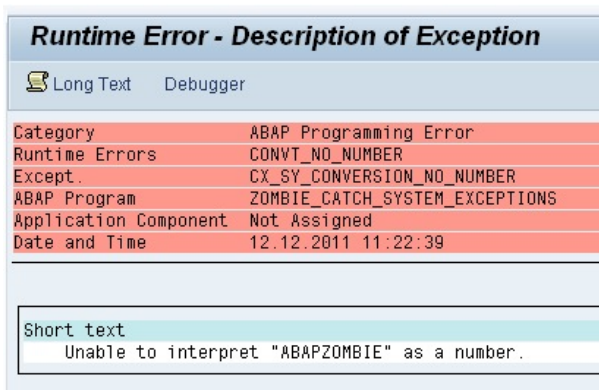 Runtime Error - Description of Exception
Long Text Debugger
Category ABAP Programming Error
Runtime Errors CONVT_NO_NUMBER
Except. CX_SY_CONVERSION_NO_NUMBER
ABAP Program ZOMBIE_CATCH_SYSTEM_EXCEPTIONS
Application Component Not Assigned
Date and Time 12.12.2011 11:22:39
Short text
Unable to interpret "ABAPZOMBIE" as a number.